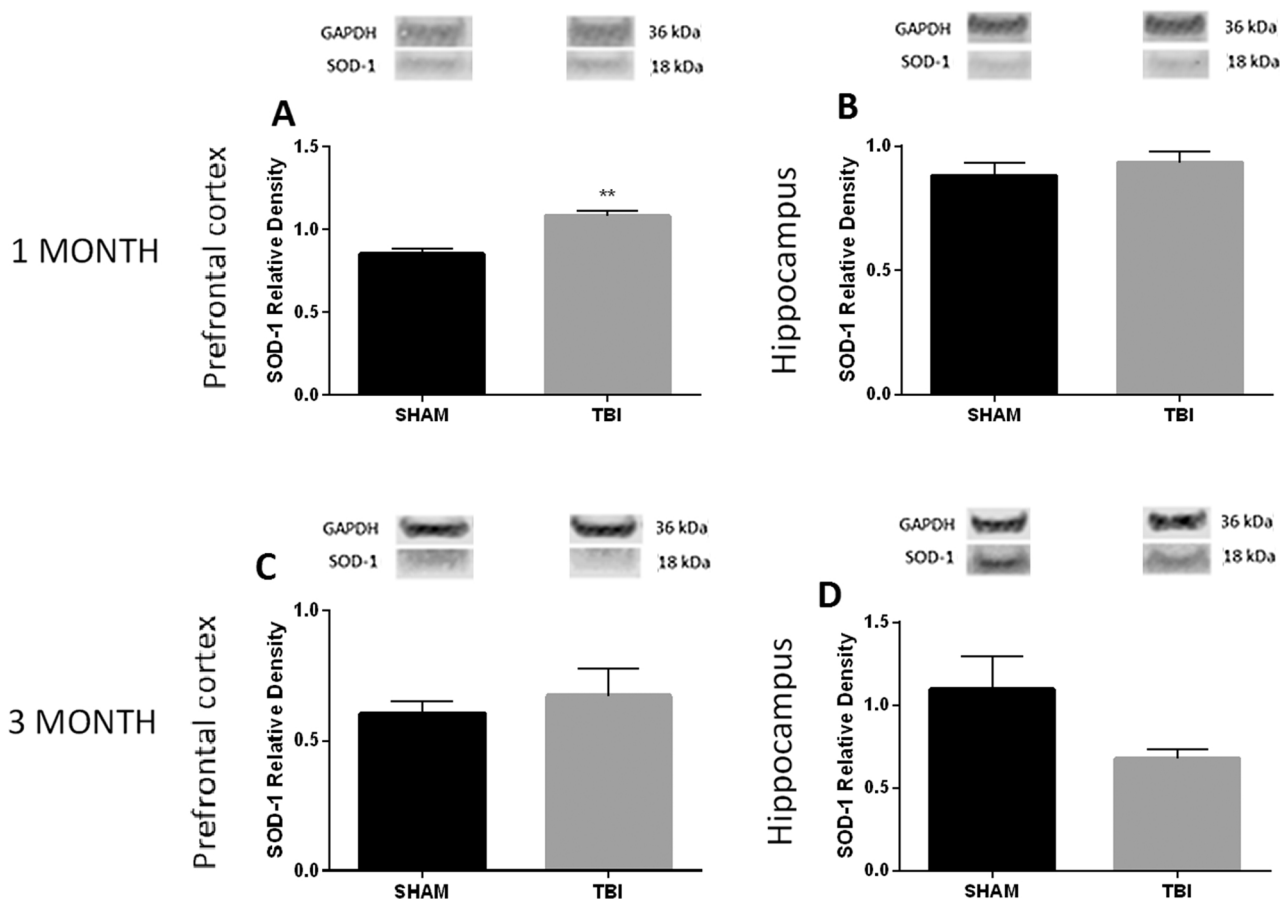 GAPDH 36 kDa
SOD-1 18 kDa
A
1 MONTH
Prefrontal cortex
SOD-1 Relative Density
1.5
1.0
0.5
0.0
**
SHAM TBI
GAPDH 36 kDa
SOD-1 18 kDa
B
Hippocampus
SOD-1 Relative Density
1.0
0.5
0.0
SHAM TBI
GAPDH 36 kDa
SOD-1 18 kDa
C
3 MONTH
Prefrontal cortex
SOD-1 Relative Density
1.0
0.5
0.0
SHAM TBI
GAPDH 36 kDa
SOD-1 18 kDa
D
Hippocampus
SOD-1 Relative Density
1.5
1.0
0.5
0.0
SHAM TBI